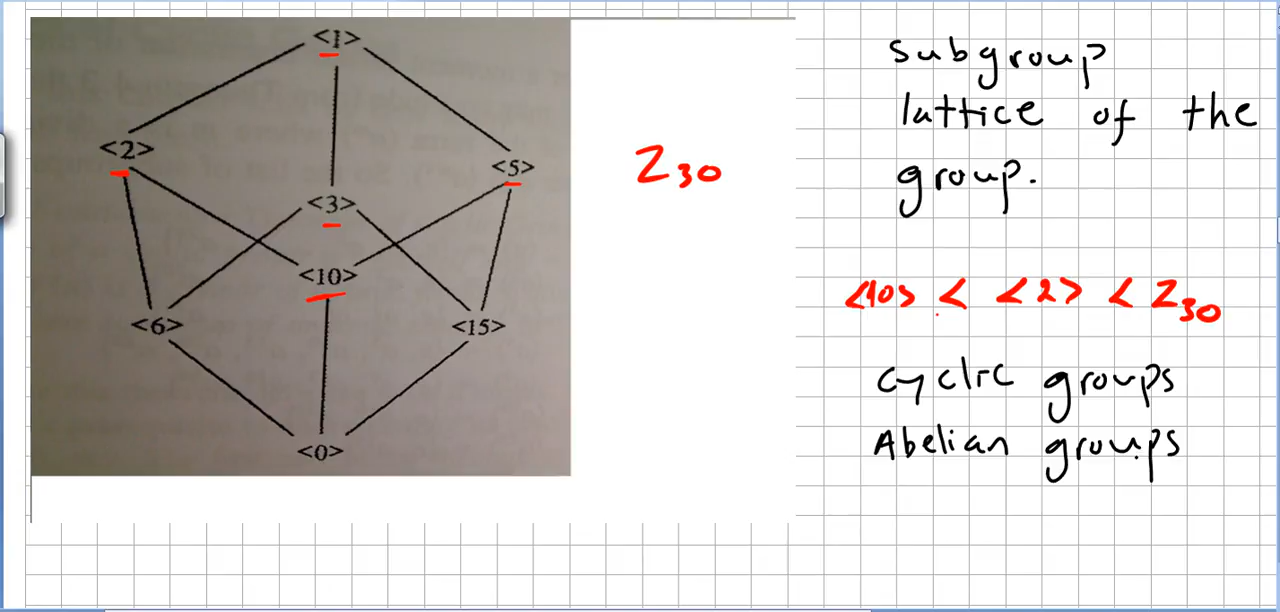 <1>
<2>
<5>
<3>
<10>
<6>
<15>
<0>
Z30
subgroup
lattice of the
group.
<10> < <2> < Z30
cyclic groups
Abelian groups